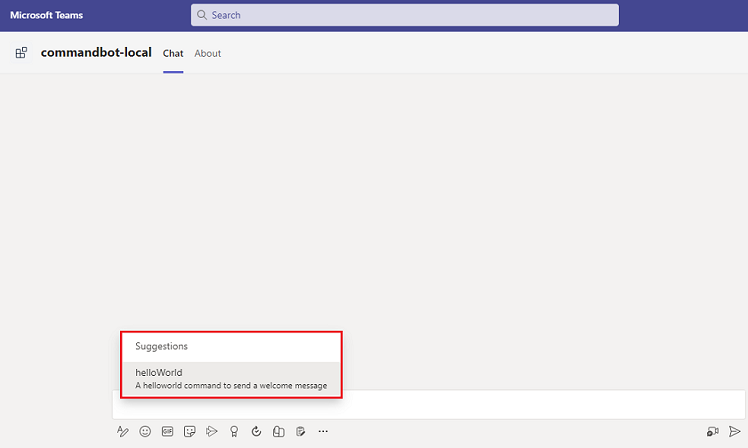 Microsoft Teams
Search
commandbot-local Chat About
Suggestions
helloWorld
A helloworld command to send a welcome message
GIF